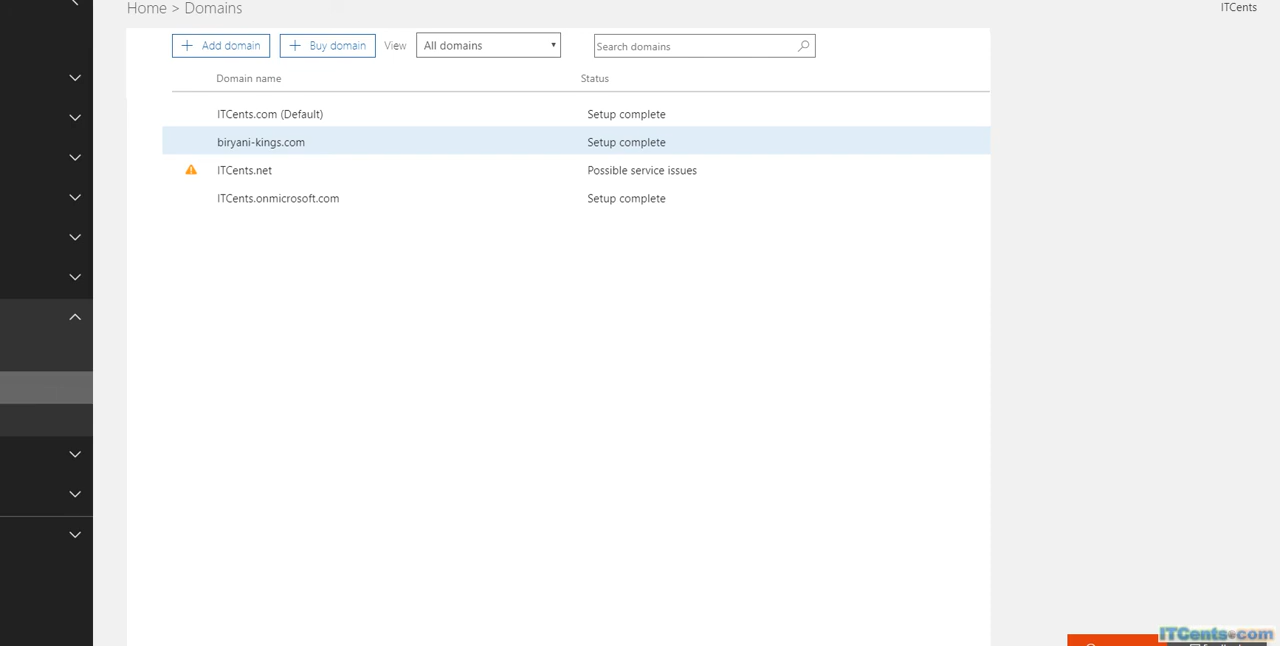 Home > Domains
ITCents
+ Add domain
+ Buy domain
View
All domains
Search domains
Domain name
Status
ITCents.com (Default)
Setup complete
biryani-kings.com
Setup complete
ITCents.net
Possible service issues
ITCents.onmicrosoft.com
Setup complete
ITCents.com